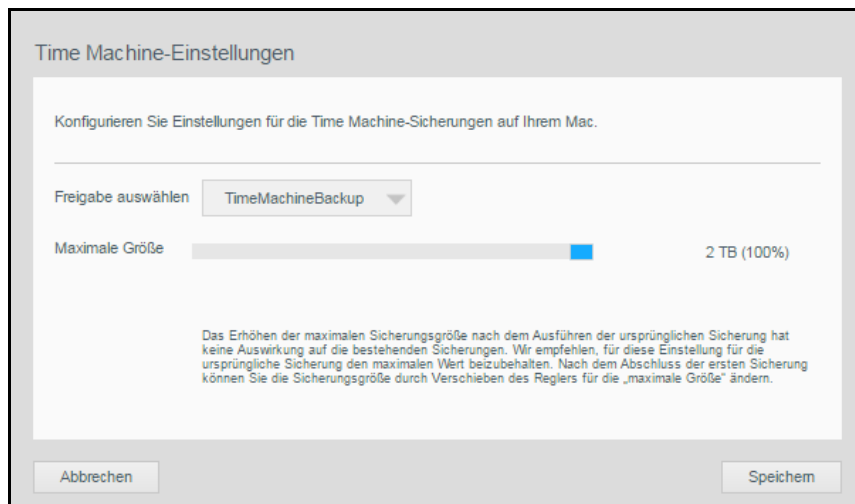 Time Machine-Einstellungen
Konfigurieren Sie Einstellungen für die Time Machine-Sicherungen auf Ihrem Mac.
Freigabe auswählen TimeMachineBackup
Maximale Größe 2 TB (100%)
Das Erhöhen der maximalen Sicherungsgröße nach dem Ausführen der ursprünglichen Sicherung hat
keine Auswirkung auf die bestehenden Sicherungen. Wir empfehlen, für diese Einstellung für die
ursprüngliche Sicherung den maximalen Wert beizubehalten. Nach dem Abschluss der ersten Sicherung
können Sie die Sicherungsgröße durch Verschieben des Reglers für die „maximale Größe“ ändern.
Abbrechen Speichern